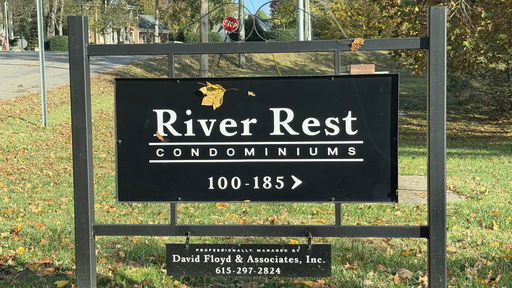 River Rest
CONDOMINIUMS
100-185
PROFESSIONALLY MANAGED BY
David Floyd & Associates, Inc.
615-297-2824